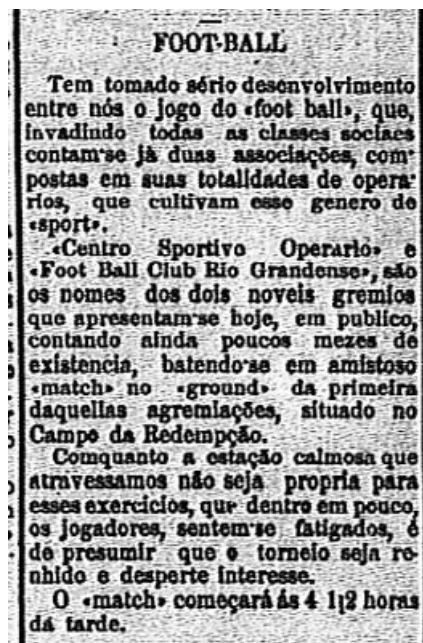 FOOT-BALL
Tem tomado sério desenvolvimento
entre nós o jogo do «foot ball», que,
invadindo todas as classes sociaes
contam-se já duas associações, com-
postas em suas totalidades de opera-
rios, que cultivam esse genero de
«sport».
«Centro Sportivo Operario» e
«Foot Ball Club Rio Grandense», são
os nomes dos dois noveis gremios
que apresentam-se hoje, em publico,
contando ainda poucos mezes de
existencia, batendo-se em amistoso
«match» no «ground» da primeira
daquellas agremiações, situado no
Campo da Redempção.
Comquanto a estação calmosa que
atravessamos não seja propria para
esses exercicios, que dentro em pouco,
os jogadores, sentem-se fatigados, é
de presumir que o torneio seja re-
nhido e desperte interesse.
O «match» começará ás 4 1|2 horas
da tarde.